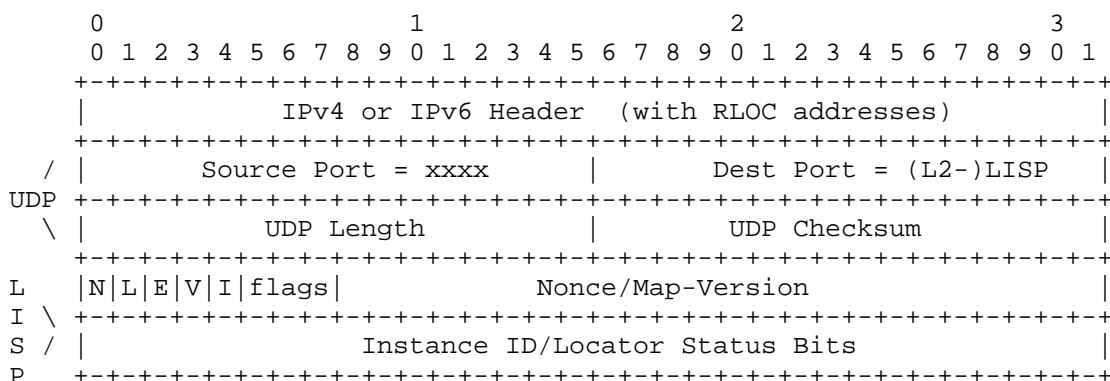 0                   1                   2                   3
       0 1 2 3 4 5 6 7 8 9 0 1 2 3 4 5 6 7 8 9 0 1 2 3 4 5 6 7 8 9 0 1
      +-+-+-+-+-+-+-+-+-+-+-+-+-+-+-+-+-+-+-+-+-+-+-+-+-+-+-+-+-+-+-+-+
      |            IPv4 or IPv6 Header  (with RLOC addresses)         |
      +-+-+-+-+-+-+-+-+-+-+-+-+-+-+-+-+-+-+-+-+-+-+-+-+-+-+-+-+-+-+-+-+
    / |       Source Port = xxxx      |       Dest Port = (L2-)LISP   |
  UDP +-+-+-+-+-+-+-+-+-+-+-+-+-+-+-+-+-+-+-+-+-+-+-+-+-+-+-+-+-+-+-+-+
    \ |           UDP Length          |        UDP Checksum           |
      +-+-+-+-+-+-+-+-+-+-+-+-+-+-+-+-+-+-+-+-+-+-+-+-+-+-+-+-+-+-+-+-+
  L   |N|L|E|V|I|flags|            Nonce/Map-Version                  |
  I \ +-+-+-+-+-+-+-+-+-+-+-+-+-+-+-+-+-+-+-+-+-+-+-+-+-+-+-+-+-+-+-+-+
  S / |                 Instance ID/Locator Status Bits               |
  P   +-+-+-+-+-+-+-+-+-+-+-+-+-+-+-+-+-+-+-+-+-+-+-+-+-+-+-+-+-+-+-+-+